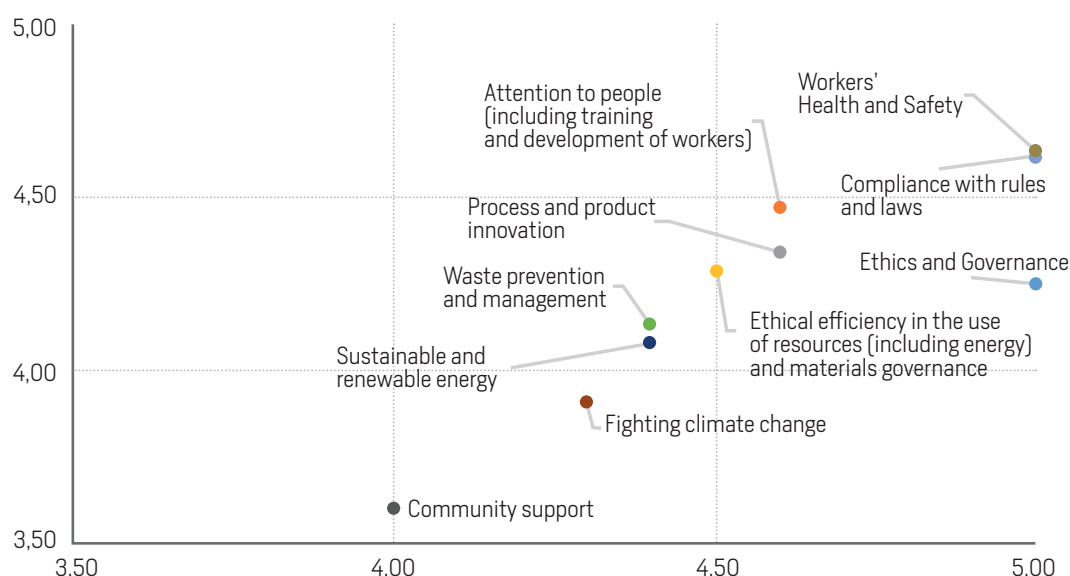 5,00
Workers'
Health and Safety
Attention to people
(including training
and development of workers)
4,50
Compliance with rules
and laws
Process and product
innovation
Ethics and Governance
Waste prevention
and management
Ethical efficiency in the use
of resources (including energy)
and materials governance
Sustainable and
renewable energy
4,00
Fighting climate change
Community support
3,50
3.50
4.00
4.50
5.00